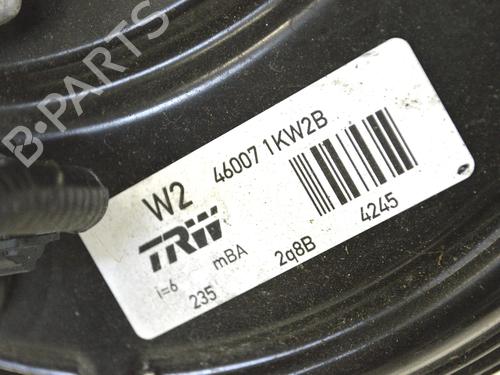 B-PARTS
W2 46007 1KW2B
TRW
i=6 mBA
235 2q8B 4245